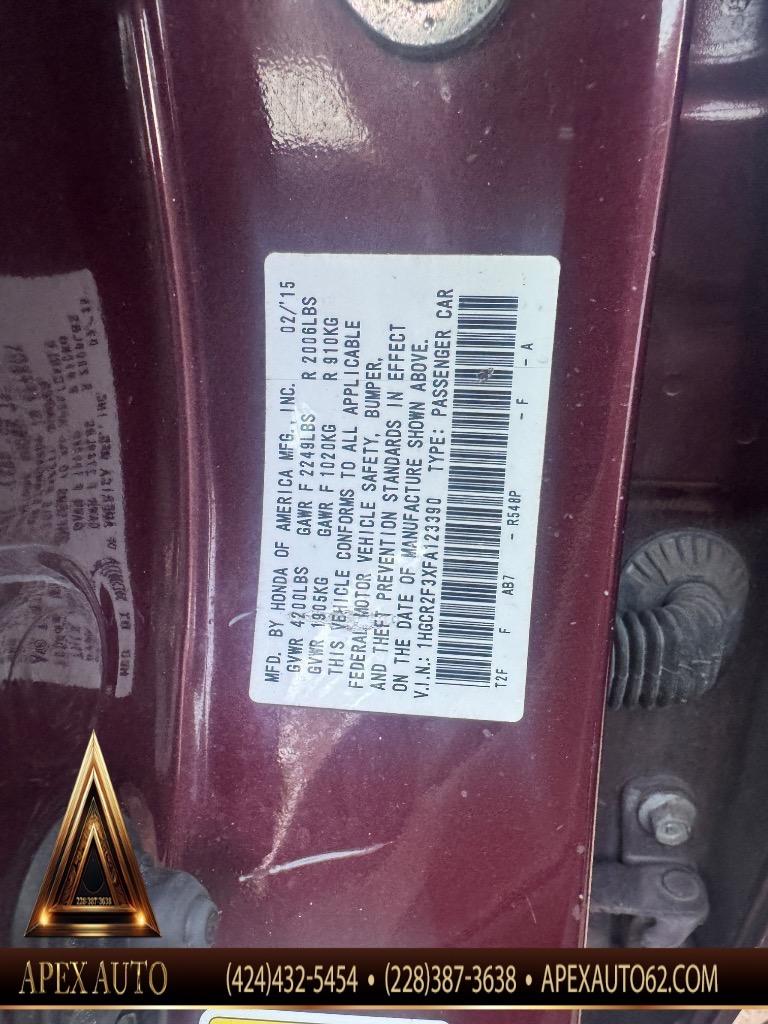 MFD. BY HONDA OF AMERICA MFG., INC. 02/'15
GVWR 4200LBS GAWR F 2249LBS R 2006LBS
GVWR 1905KG GAWR F 1020KG R 910KG
THIS VEHICLE CONFORMS TO ALL APPLICABLE
FEDERAL MOTOR VEHICLE SAFETY, BUMPER,
AND THEFT PREVENTION STANDARDS IN EFFECT
ON THE DATE OF MANUFACTURE SHOWN ABOVE.
V.I.N.: 1HGCR2F3XFA123390 TYPE: PASSENGER CAR
T2F F AB7 - R548P - F - A
228-387-3638
APEX AUTO
(424)432-5454 • (228)387-3638 • APEXAUTO62.COM